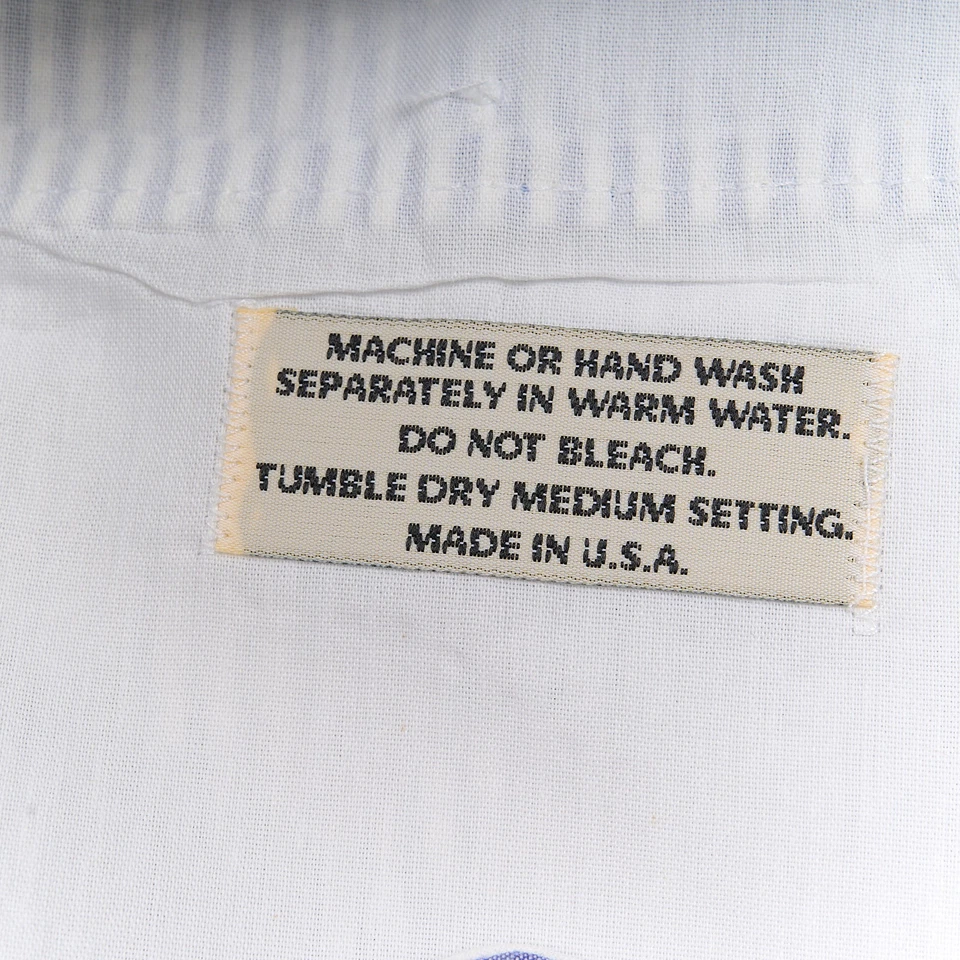 MACHINE OR HAND WASH
SEPARATELY IN WARM WATER.
DO NOT BLEACH.
TUMBLE DRY MEDIUM SETTING.
MADE IN U.S.A.